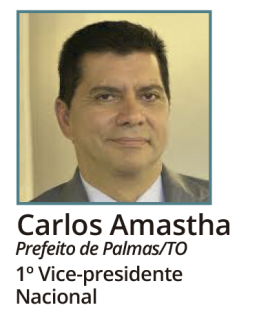 Carlos Amastha
Prefeito de Palmas/TO
1º Vice-presidente
Nacional